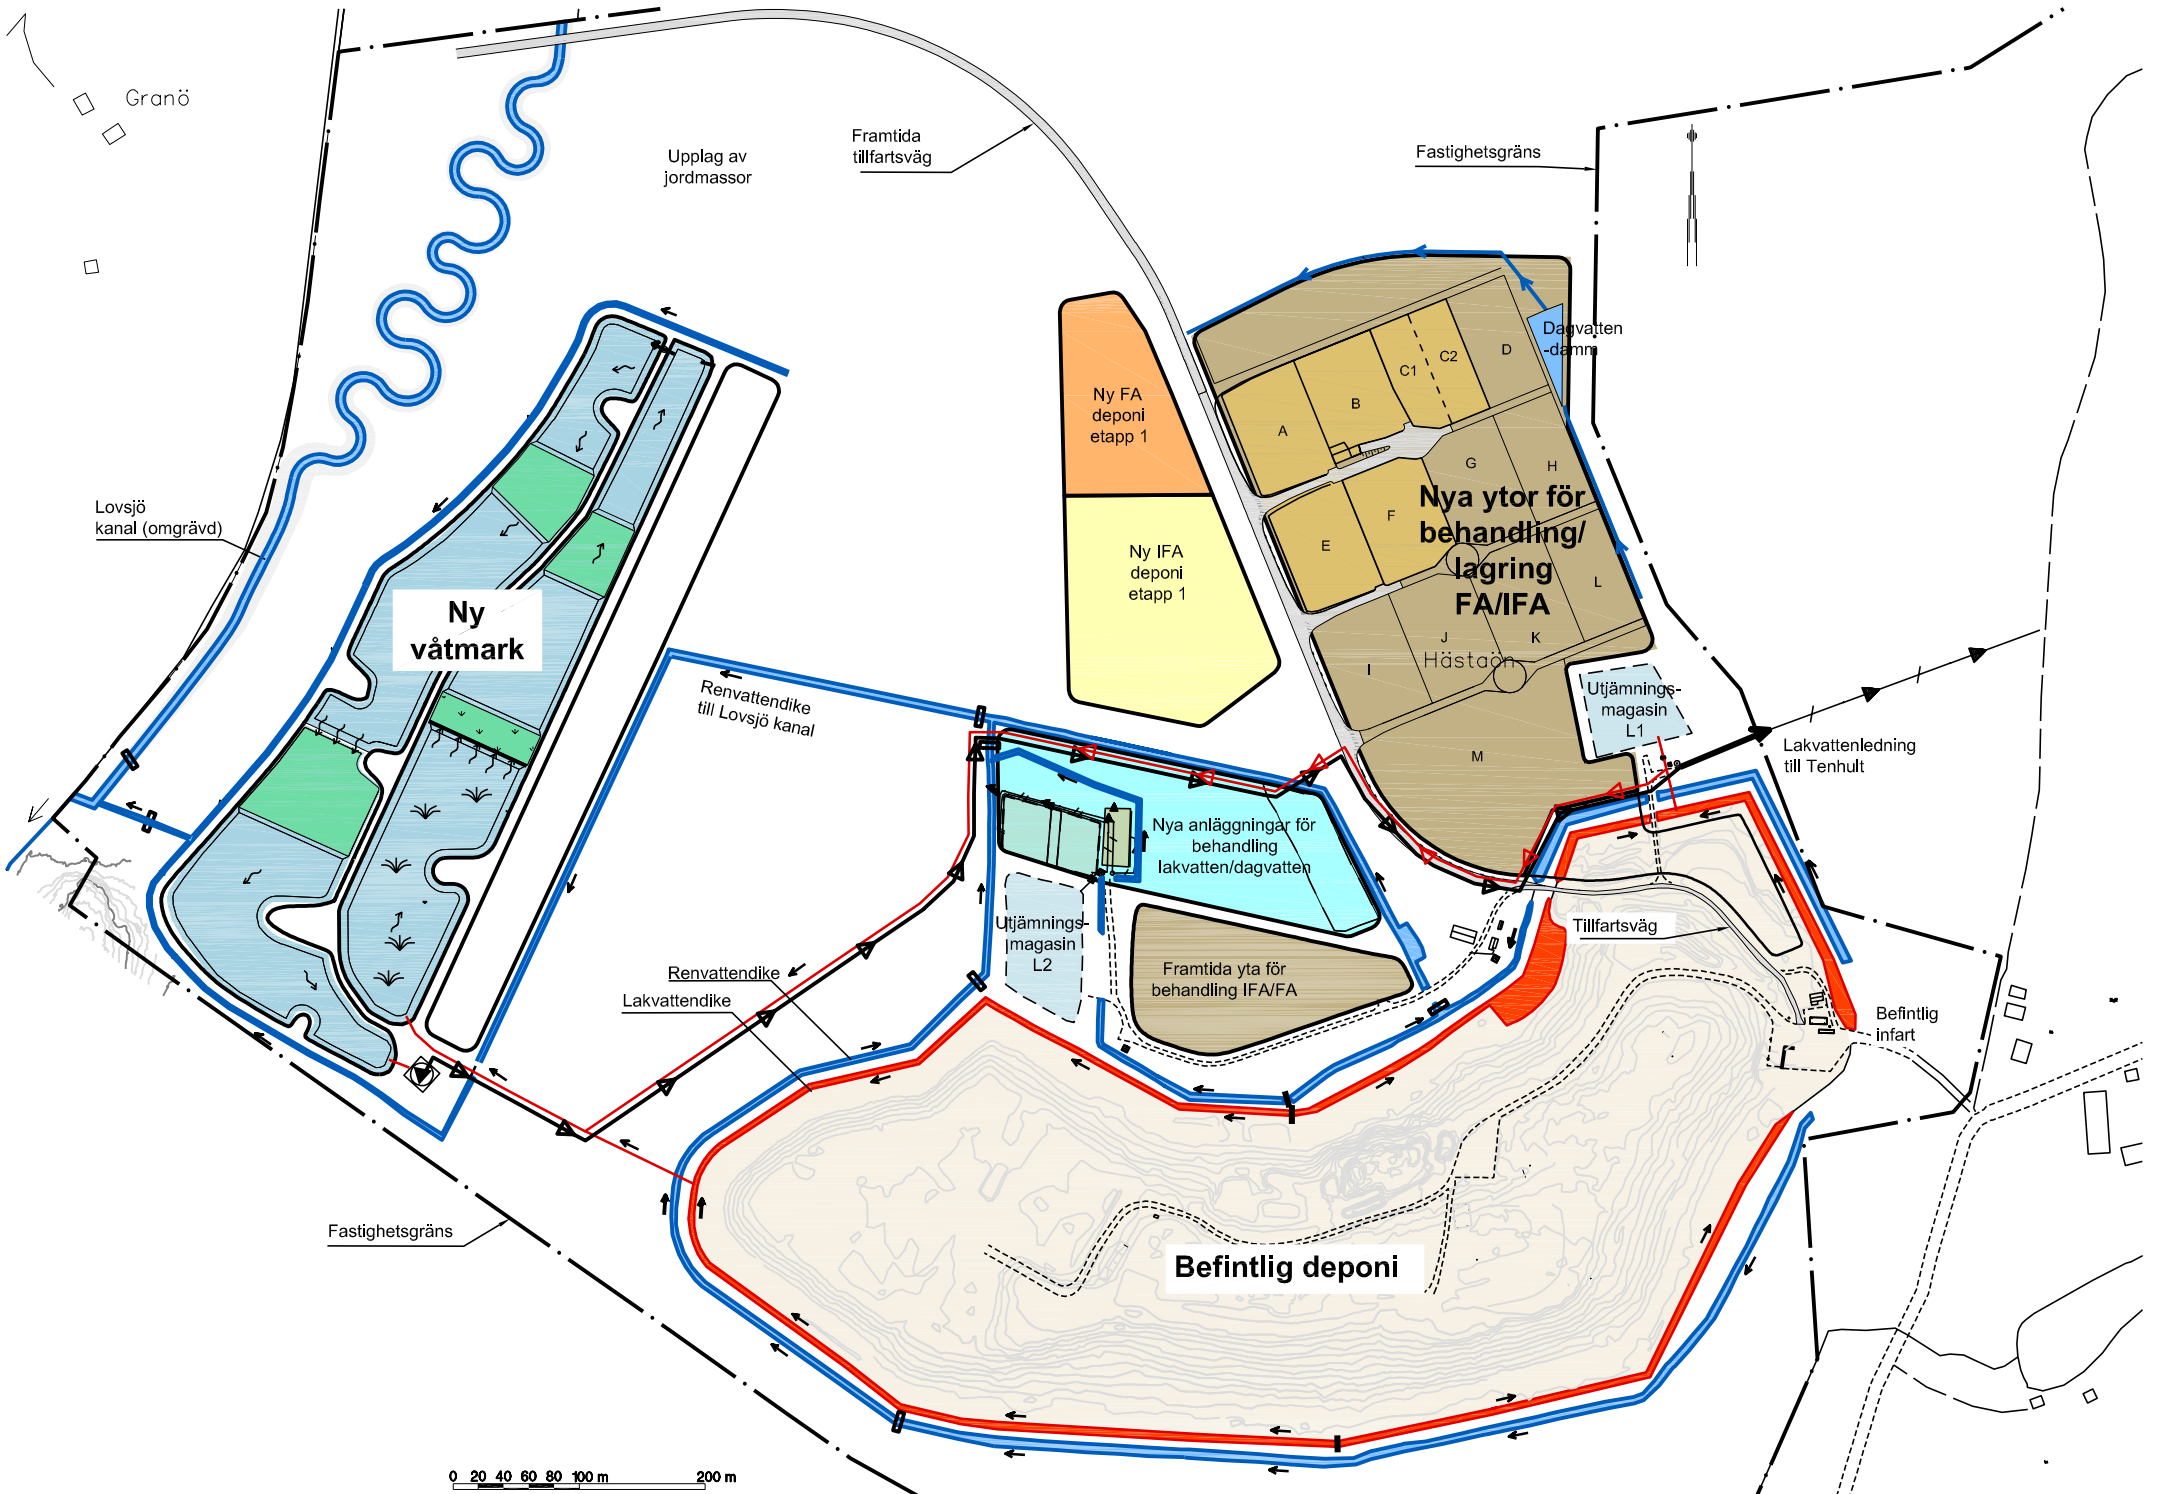 Granö
Upplag av
jordmassor
Framtida
tillfartsväg
Fastighetsgräns
Dagvatten
-damm
Ny FA
deponi
etapp 1
A
B
C1
C2
D
G
H
E
F
Nya ytor för
behandling/
lagring
FA/IFA
L
J
K
I
Hästaön
M
Lovsjö
kanal (omgrävd)
Ny IFA
deponi
etapp 1
Ny
våtmark
Renvattendike
till Lovsjö kanal
Utjämnings-
magasin
L1
Lakvattenledning
till Tenhult
Nya anläggningar för
behandling
lakvatten/dagvatten
Utjämnings-
magasin
L2
Framtida yta för
behandling IFA/FA
Tillfartsväg
Renvattendike
Lakvattendike
Befintlig
infart
Fastighetsgräns
Befintlig deponi
0 20 40 60 80 100 m 200 m